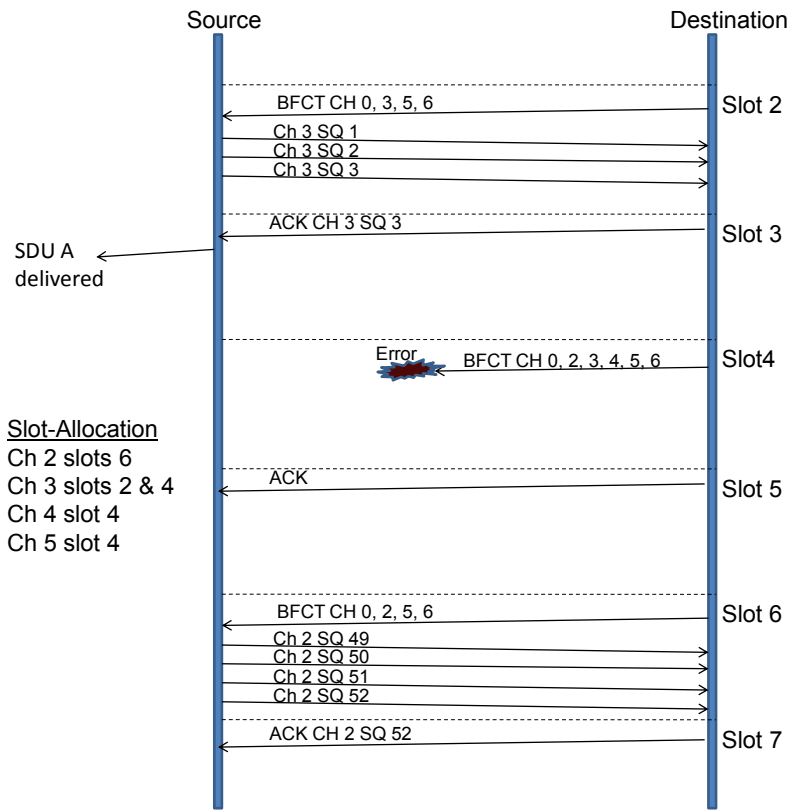 Source
Destination
BFCT CH 0, 3, 5, 6
Slot 2
Ch 3 SQ 1
Ch 3 SQ 2
Ch 3 SQ 3
ACK CH 3 SQ 3
Slot 3
SDU A
delivered
Error
BFCT CH 0, 2, 3, 4, 5, 6
Slot4
Slot-Allocation
Ch 2 slots 6
Ch 3 slots 2 & 4
Ch 4 slot 4
Ch 5 slot 4
ACK
Slot 5
BFCT CH 0, 2, 5, 6
Slot 6
Ch 2 SQ 49
Ch 2 SQ 50
Ch 2 SQ 51
Ch 2 SQ 52
ACK CH 2 SQ 52
Slot 7